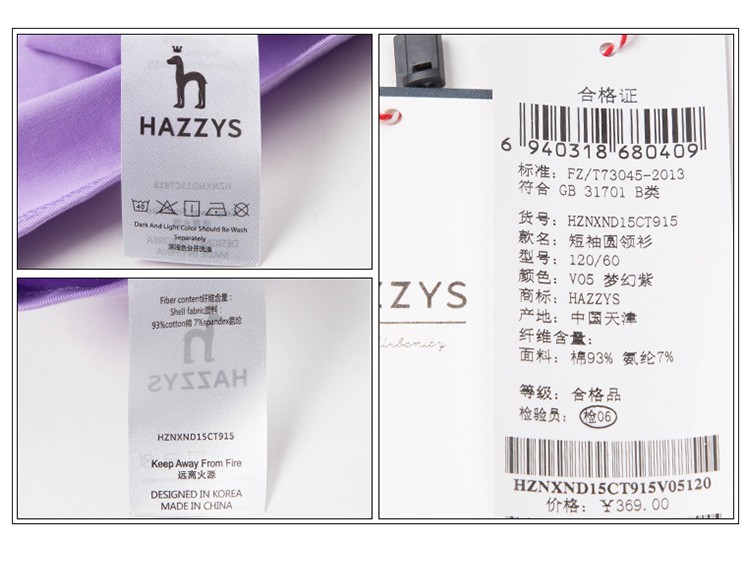 HAZZYS
40
Dark And Light Color Should Be Wash
Separately
深浅色分开洗涤
Fiber content纤维含量:
Shell fabric面料:
93%cotton棉 7%spandex氨纶
HAZZYS
HZNXND15CT915
Keep Away From Fire
远离火源
DESIGNED IN KOREA
MADE IN CHINA
ZZYS
Urbanity
合格证
6 940318 680409
标准: FZ/T73045-2013
符合 GB 31701 B类
货号: HZNXND15CT915
款名: 短袖圆领衫
型号: 120/60
颜色: V05 梦幻紫
商标: HAZZYS
产地: 中国天津
纤维含量:
面料: 棉93% 氨纶7%
等级: 合格品
检验员: 检06
HZNXND15CT915V05120
价格: ¥369.00